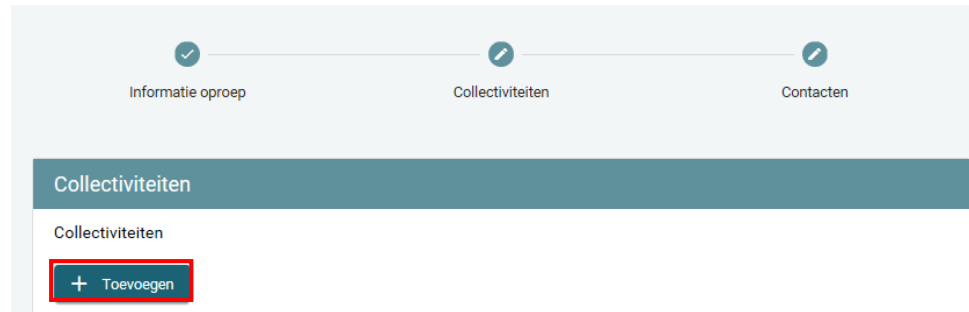 Informatie oproep
Collectiviteiten
Contacten
Collectiviteiten
Collectiviteiten
+ Toevoegen